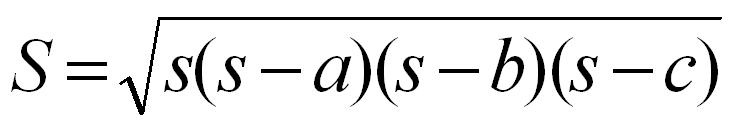 S = √s(s − a)(s − b)(s − c)